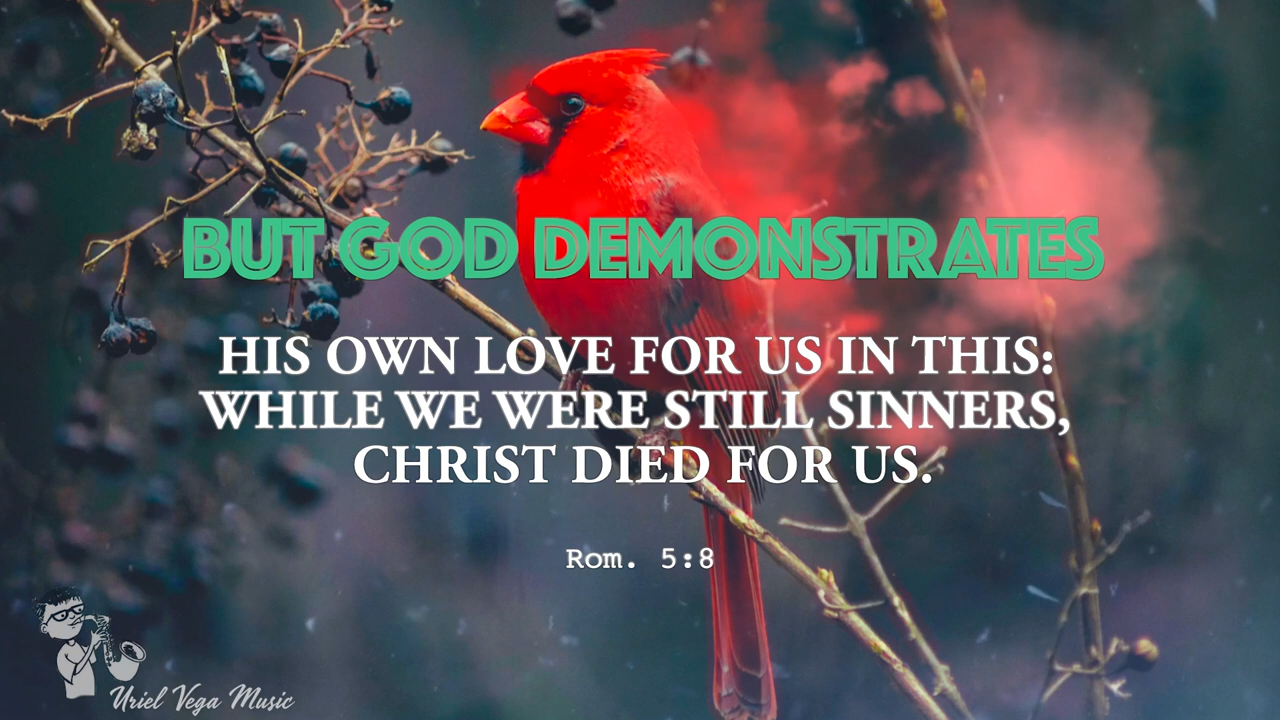 BUT GOD DEMONSTRATES
HIS OWN LOVE FOR US IN THIS:
WHILE WE WERE STILL SINNERS,
CHRIST DIED FOR US.
Rom. 5:8
Uriel Vega Music